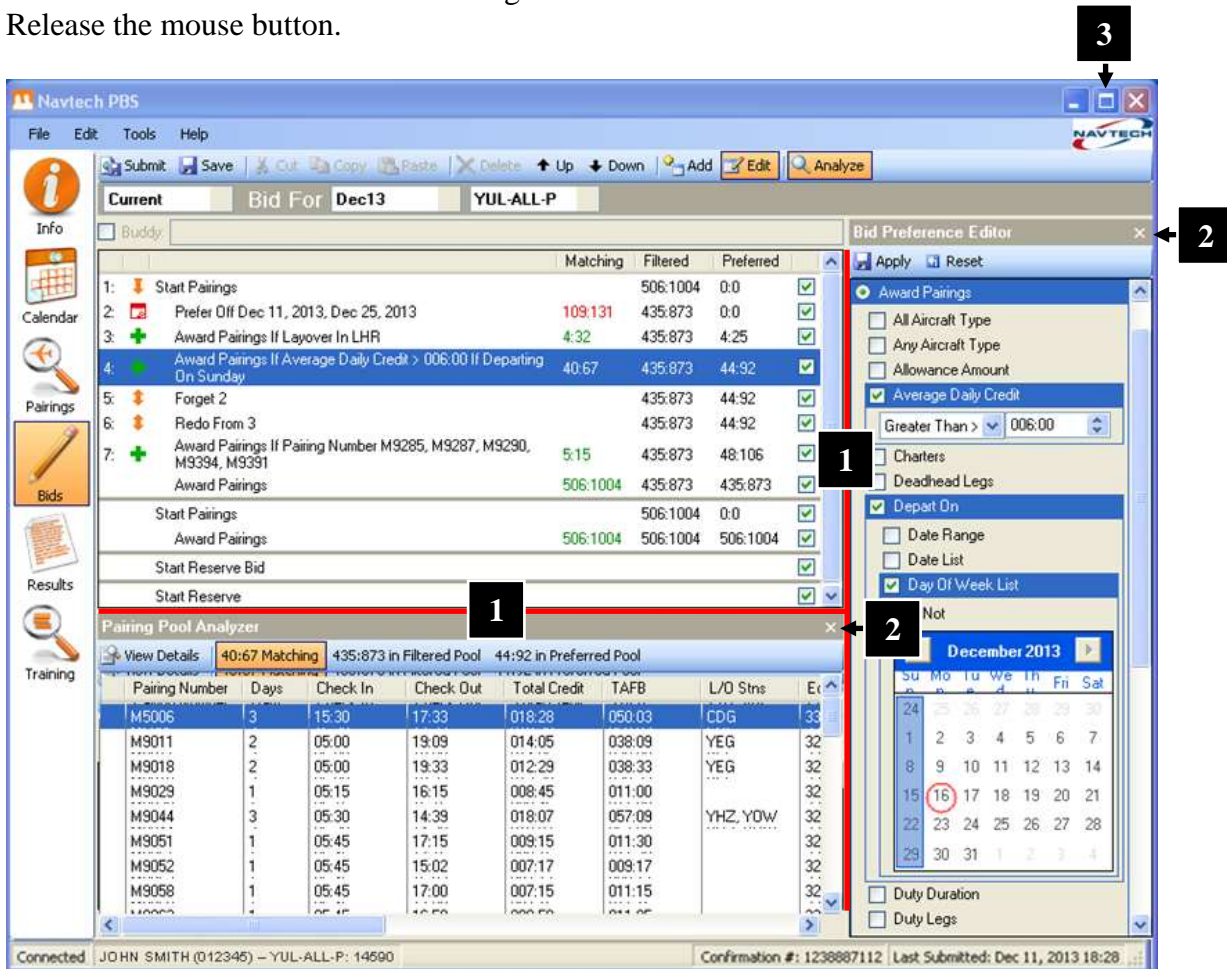 Release the mouse button.
3
Navtech PBS
File Edit Tools Help
NAVTECH
Submit Save Cut Copy Paste Delete Up Down Add Edit Analyze
Current Bid For Dec13 YUL-ALL-P
Info
Buddy
Bid Preference Editor
2
Matching Filtered Preferred
Apply Reset
1: Start Pairings 506:1004 0:0
Award Pairings
Calendar
2: Prefer Off Dec 11, 2013, Dec 25, 2013 109:131 435:873 0:0
All Aircraft Type
3: Award Pairings If Layover In LHR 4:32 435:873 4:25
Any Aircraft Type
4: Award Pairings If Average Daily Credit > 006:00 If Departing
On Sunday 40:67 435:873 44:92
Allowance Amount
Average Daily Credit
Pairings
5: Forget 2 435:873 44:92
Greater Than > 006:00
6: Redo From 3 435:873 44:92
7: Award Pairings If Pairing Number M9285, M9287, M9290,
M9394, M9391 5:15 435:873 48:106
1
Charters
Bids
Award Pairings 506:1004 435:873 435:873
Deadhead Legs
Start Pairings 506:1004 0:0
Depart On
Award Pairings 506:1004 506:1004 506:1004
Date Range
Start Reserve Bid
Date List
Results
Start Reserve
Day Of Week List
1
Not
Pairing Pool Analyzer
2
View Details 40:67 Matching 435:873 in Filtered Pool 44:92 in Preferred Pool
December 2013
Training
Pairing Number Days Check In Check Out Total Credit TAFB L/O Stns
Fri Sat
M5006 3 15:30 17:33 018:28 050:03 CDG 33
24 25 26 27 28 29 30
M9011 2 05:00 19:09 014:05 038:09 YEG 32
1 2 3 4 5 6 7
M9018 2 05:00 19:33 012:29 038:33 YEG 32
8 9 10 11 12 13 14
M9029 1 05:15 16:15 008:45 011:00 32
15 16 17 18 19 20 21
M9044 3 05:30 14:39 018:07 057:09 YHZ, YOW 32
22 23 24 25 26 27 28
M9051 1 05:45 17:15 009:15 011:30 32
29 30 31 1 2 3 4
M9052 1 05:45 15:02 007:17 009:17 32
M9058 1 05:45 17:00 007:15 011:15 32
Duty Duration
Duty Legs
Connected JOHN SMITH (012345) – YUL-ALL-P: 14590 Confirmation #: 1238887112 Last Submitted: Dec 11, 2013 18:28